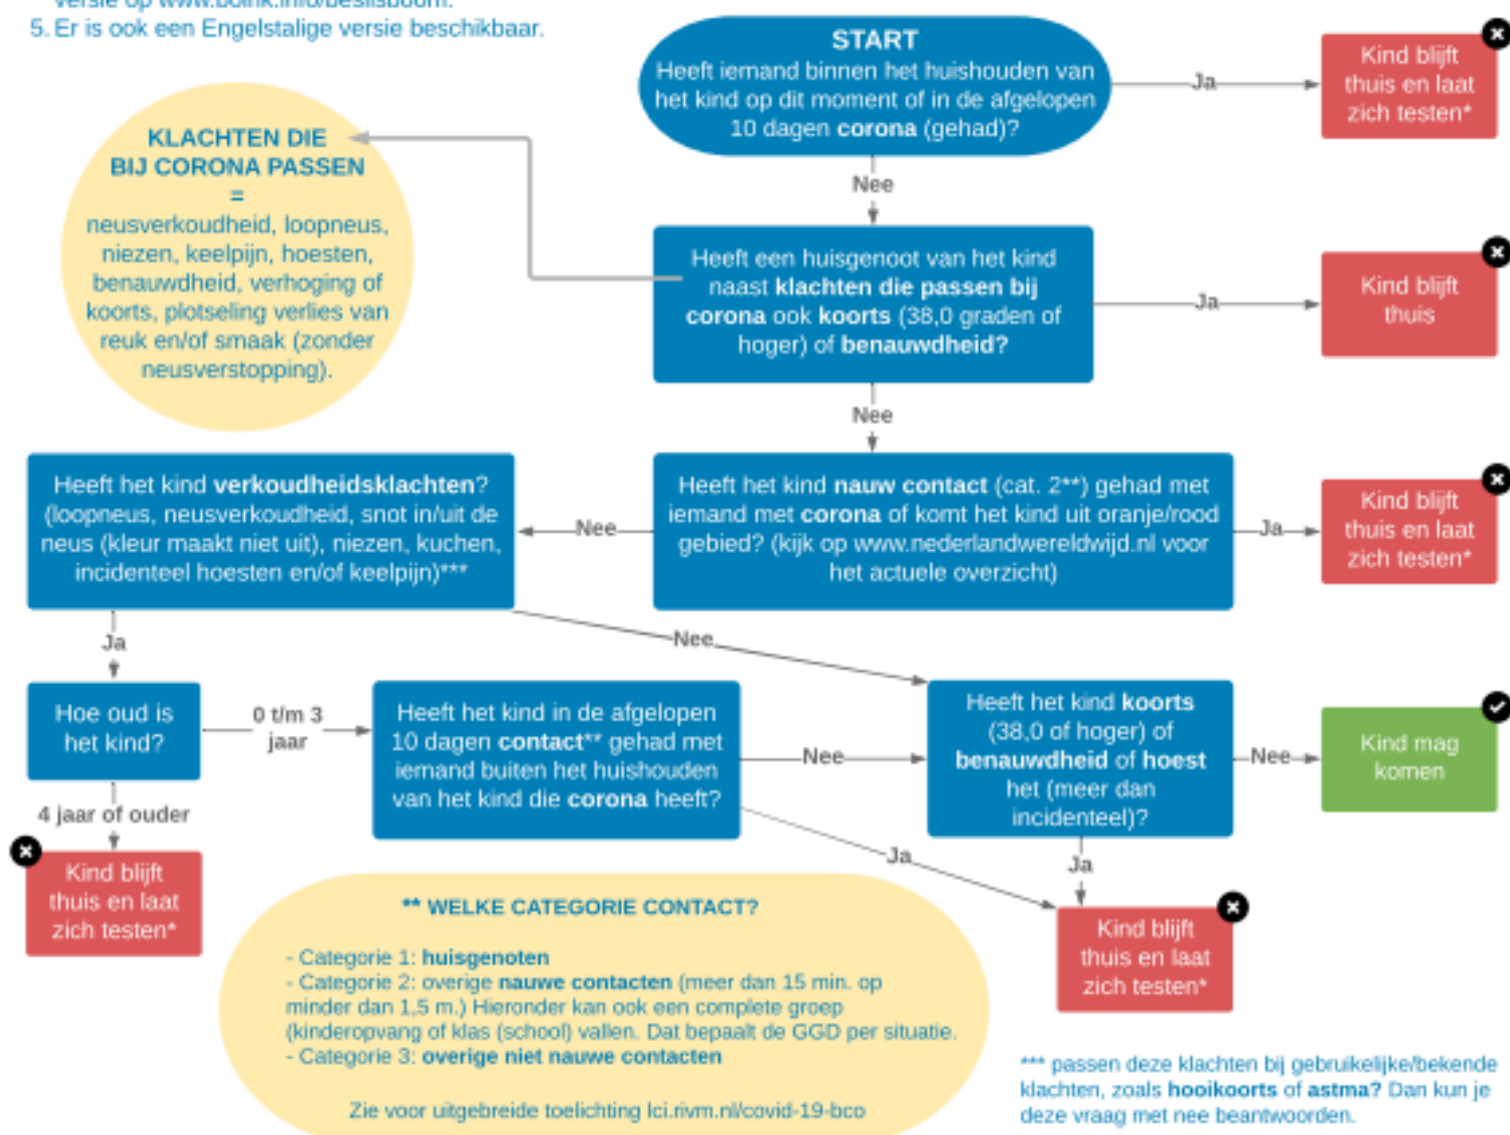 versie op www.boink.info/beslisboom.
5. Er is ook een Engelstalige versie beschikbaar.
START
Heeft iemand binnen het huishouden van
het kind op dit moment of in de afgelopen
10 dagen corona (gehad)?
Ja
Kind blijft
thuis en laat
zich testen*
KLACHTEN DIE
BIJ CORONA PASSEN
=
neusverkoudheid, loopneus,
niezen, keelpijn, hoesten,
benauwdheid, verhoging of
koorts, plotseling verlies van
reuk en/of smaak (zonder
neusverstopping).
Nee
Heeft een huisgenoot van het kind
naast klachten die passen bij
corona ook koorts (38,0 graden of
hoger) of benauwdheid?
Ja
Kind blijft
thuis
Nee
Heeft het kind nauw contact (cat. 2**) gehad met
iemand met corona of komt het kind uit oranje/rood
gebied? (kijk op www.nederlandwereldwijd.nl voor
het actuele overzicht)
Ja
Kind blijft
thuis en laat
zich testen*
Nee
Heeft het kind verkoudheidsklachten?
(loopneus, neusverkoudheid, snot in/uit de
neus (kleur maakt niet uit), niezen, kuchen,
incidenteel hoesten en/of keelpijn)***
Ja
Nee
Hoe oud is
het kind?
0 t/m 3
jaar
Heeft het kind in de afgelopen
10 dagen contact** gehad met
iemand buiten het huishouden
van het kind die corona heeft?
Nee
Heeft het kind koorts
(38,0 of hoger) of
benauwdheid of hoest
het (meer dan
incidenteel)?
Nee
Kind mag
komen
4 jaar of ouder
Kind blijft
thuis en laat
zich testen*
Ja
Ja
Kind blijft
thuis en laat
zich testen*
** WELKE CATEGORIE CONTACT?
- Categorie 1: huisgenoten
- Categorie 2: overige nauwe contacten (meer dan 15 min. op
minder dan 1,5 m.) Hieronder kan ook een complete groep
(kinderopvang of klas (school) vallen. Dat bepaalt de GGD per situatie.
- Categorie 3: overige niet nauwe contacten
Zie voor uitgebreide toelichting lci.rivm.nl/covid-19-bco
*** passen deze klachten bij gebruikelijke/bekende
klachten, zoals hooikoorts of astma? Dan kun je
deze vraag met nee beantwoorden.